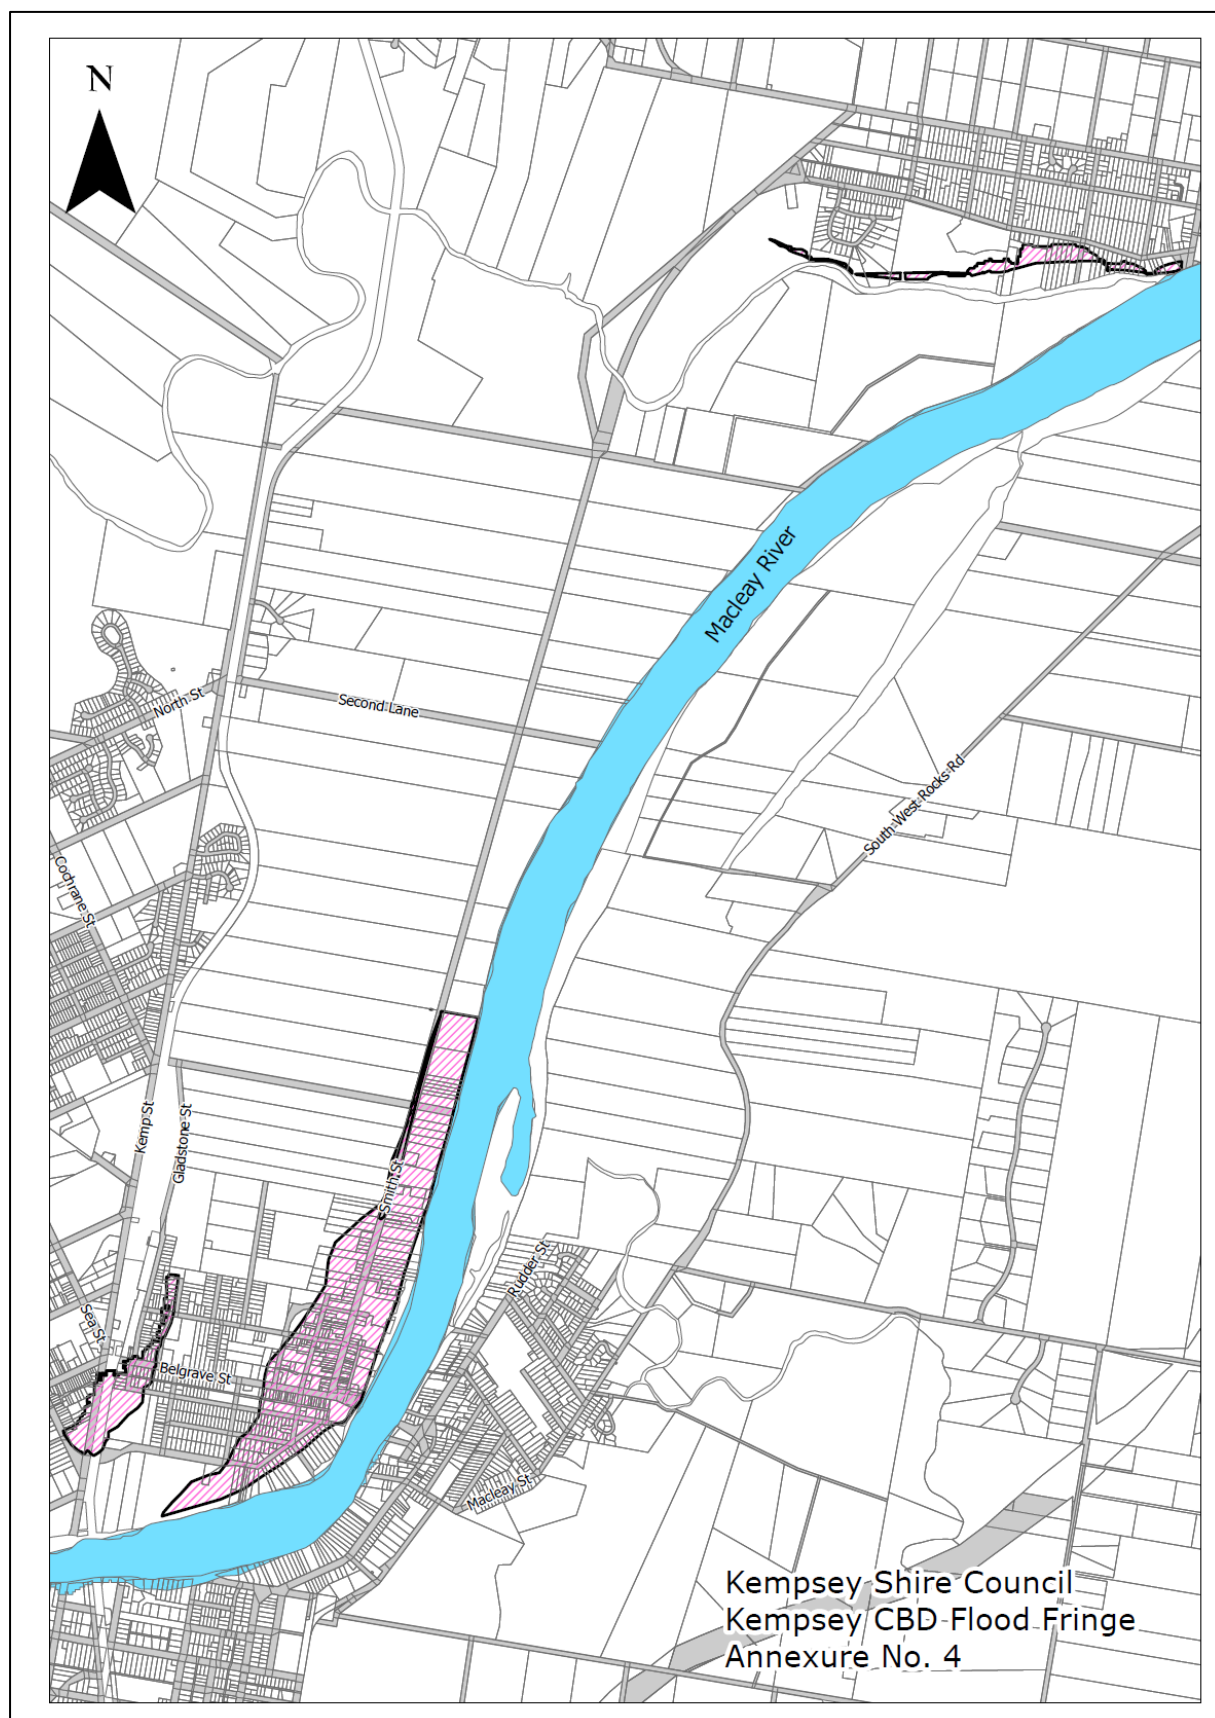 N
Macleay River
North St
Second Lane
South West Rocks Rd
Cochrane St
Kemp St
Gladstone St
Smith St
Rudder St
Sea St
Belgrave St
Macleay St
Kempsey Shire Council
Kempsey CBD Flood Fringe
Annexure No. 4